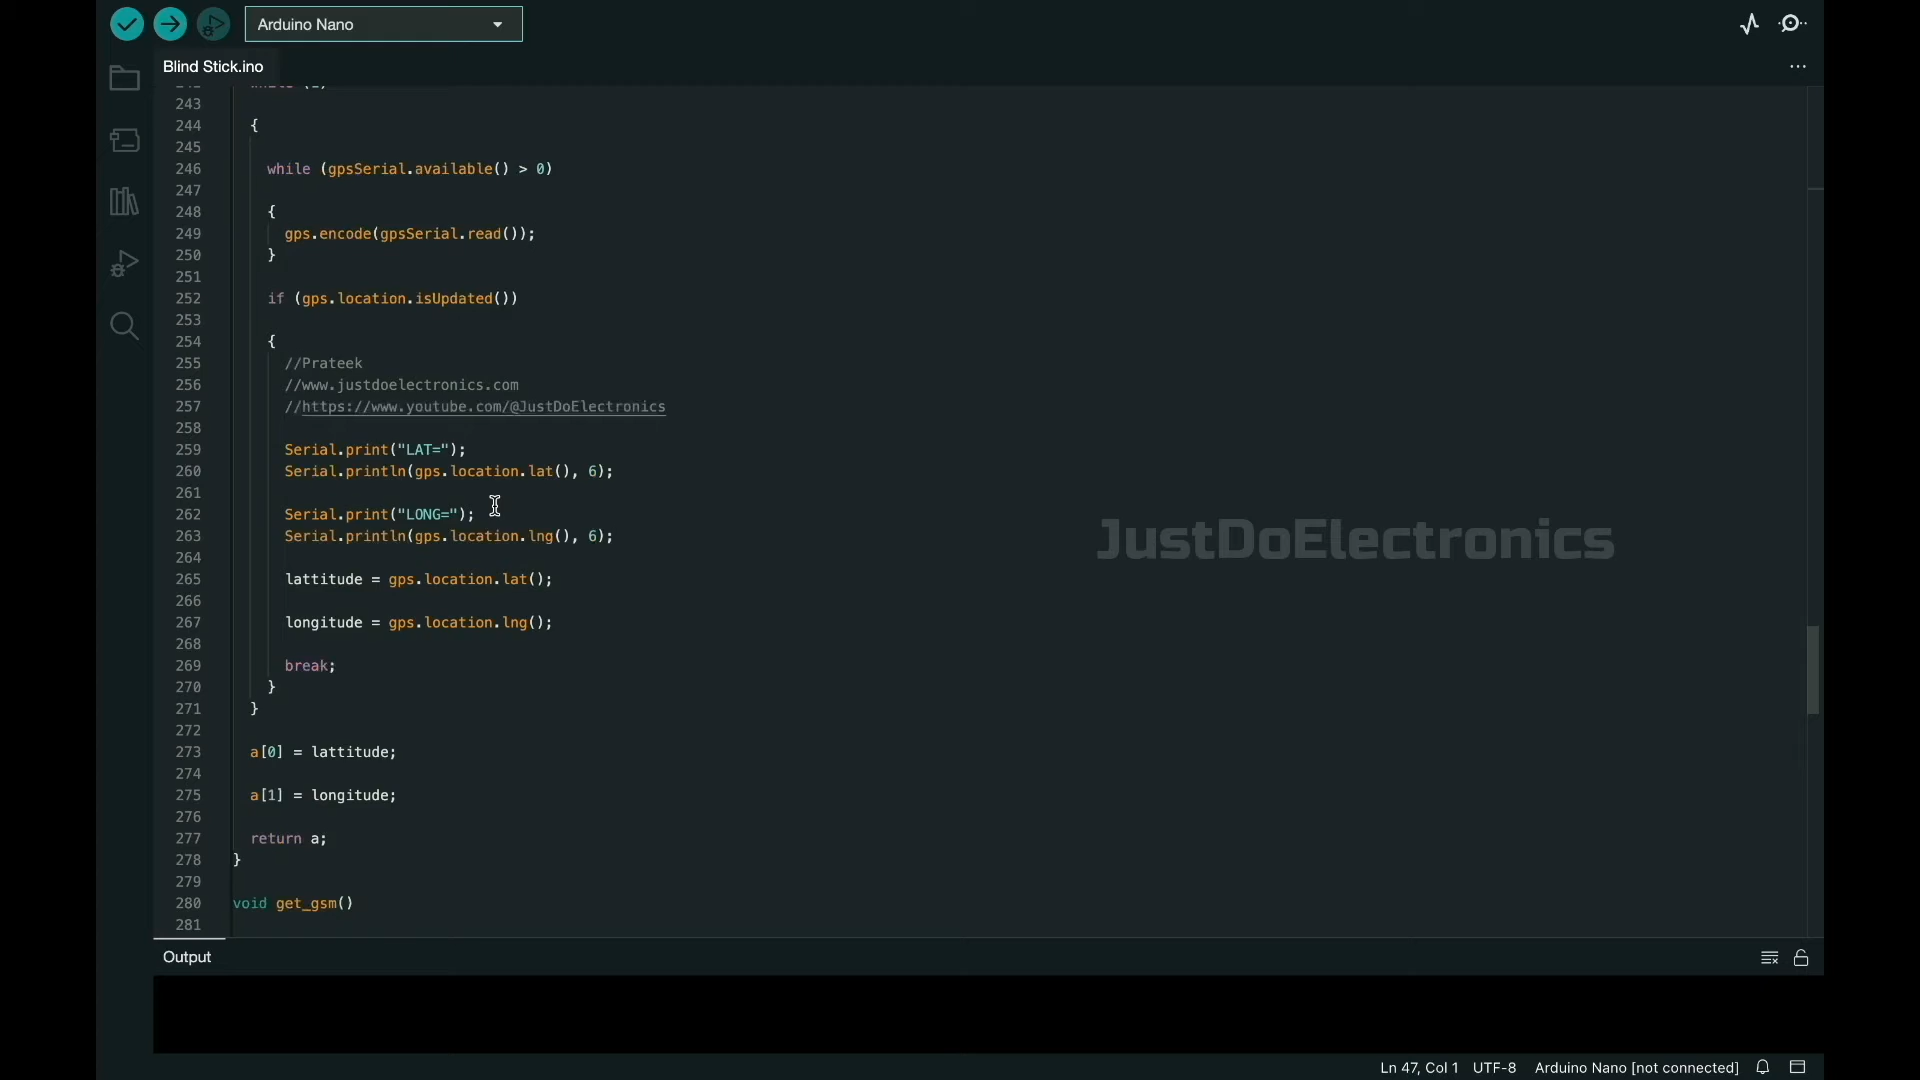 Arduino Nano
Blind Stick.ino
243
244 {
245
246 while (gpsSerial.available() > 0)
247
248 {
249 gps.encode(gpsSerial.read());
250 }
251
252 if (gps.location.isUpdated())
253
254 {
255 //Prateek
256 //www.justdoelectronics.com
257 //https://www.youtube.com/@JustDoElectronics
258
259 Serial.print("LAT=");
260 Serial.println(gps.location.lat(), 6);
261
262 Serial.print("LONG=");
263 Serial.println(gps.location.lng(), 6);
264
265 lattitude = gps.location.lat();
266
267 longitude = gps.location.lng();
268
269 break;
270 }
271 }
272
273 a[0] = lattitude;
274
275 a[1] = longitude;
276
277 return a;
278 }
279
280 void get_gsm()
281
JustDoElectronics
Output
Ln 47, Col 1 UTF-8 Arduino Nano [not connected]